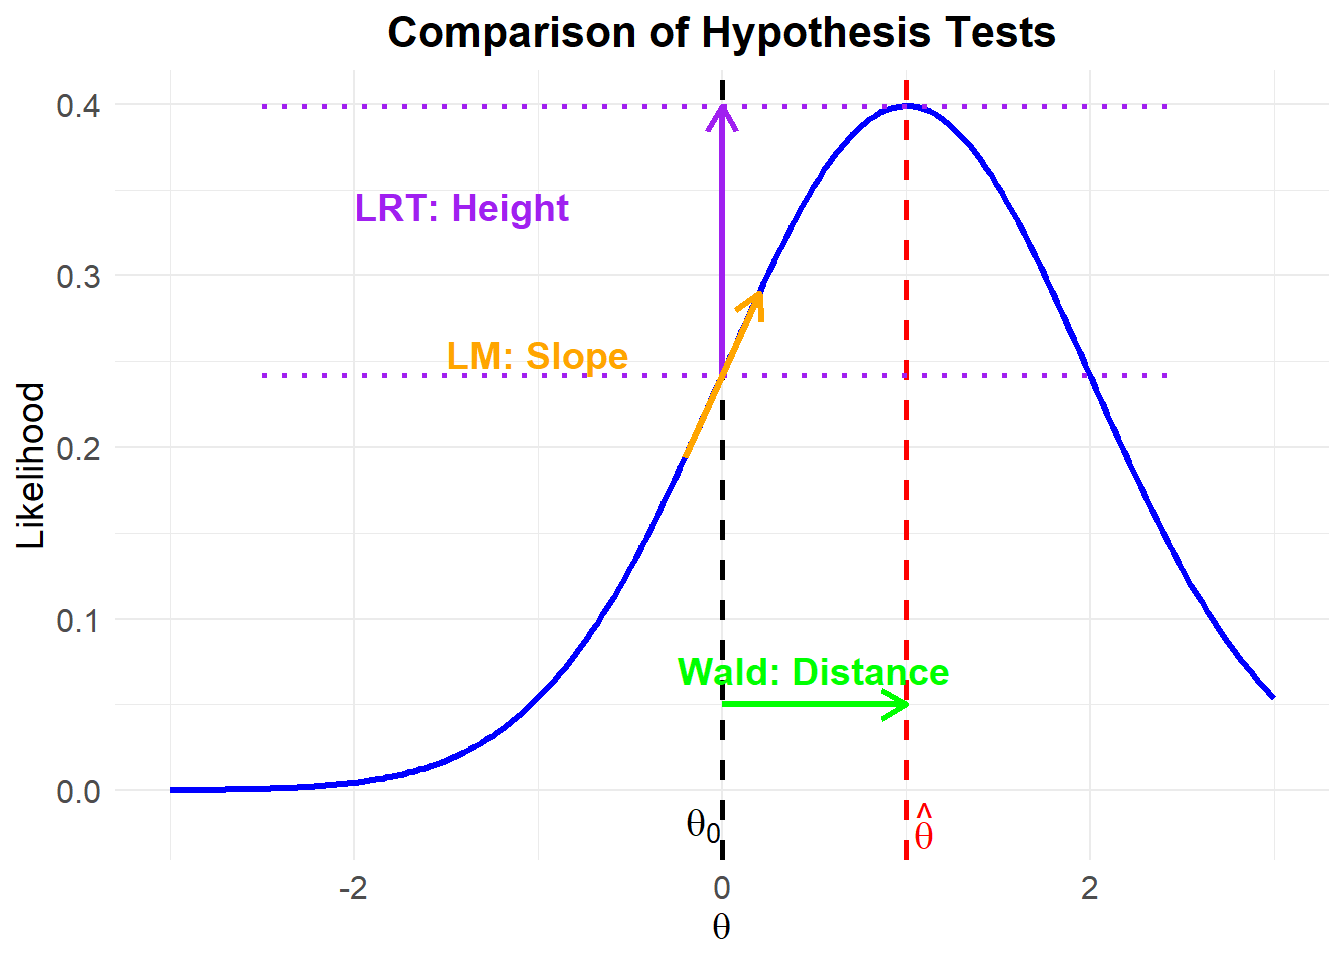 Comparison of Hypothesis Tests
0.4
LRT: Height
0.3
LM: Slope
Likelihood
0.2
0.1
Wald: Distance
0.0
θ₀
θ̂
-2
0
2
θ